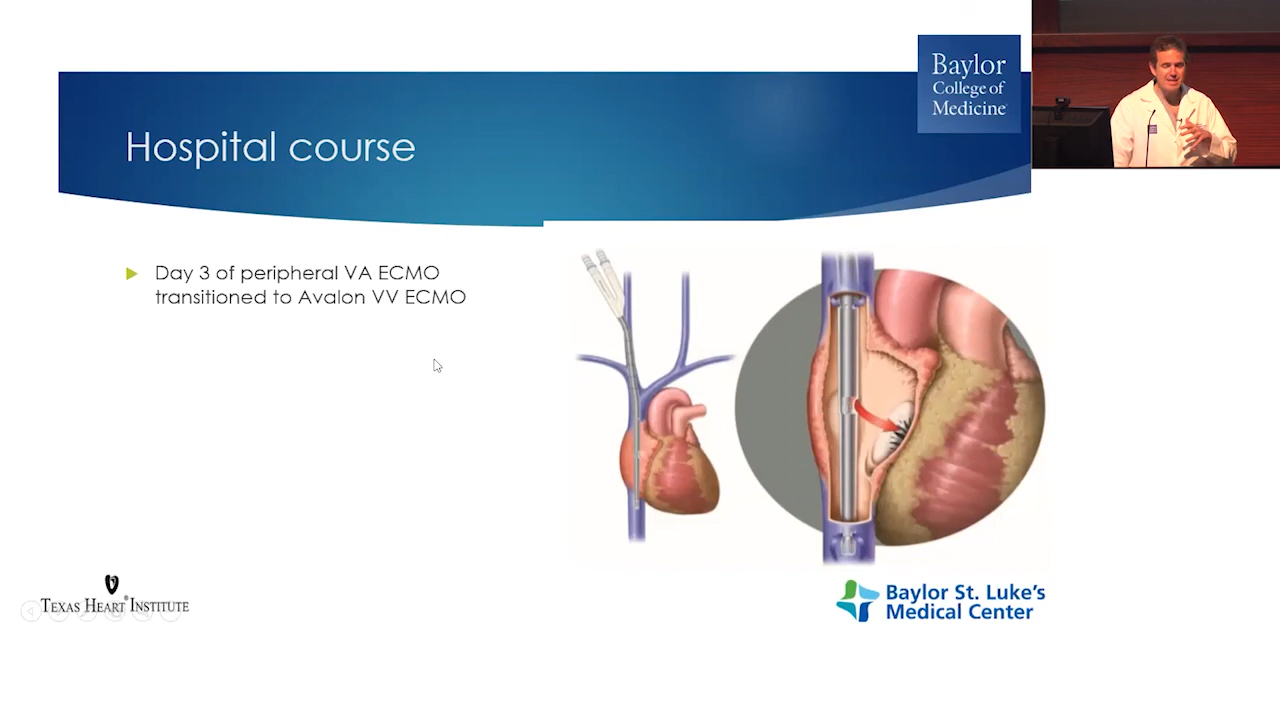 Baylor
College of
Medicine
Hospital course
Day 3 of peripheral VA ECMO
transitioned to Avalon VV ECMO
TEXAS HEART® INSTITUTE
Baylor St. Luke's
Medical Center